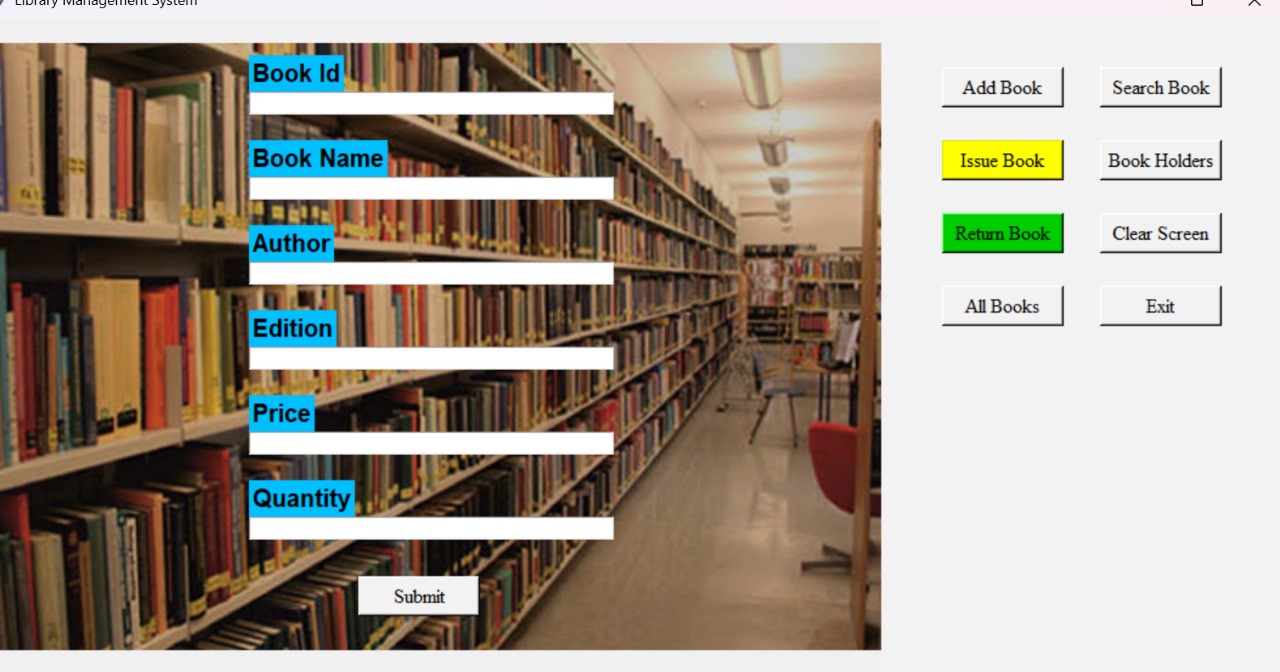 Library Management System
Book Id
Book Name
Author
Edition
Price
Quantity
Submit
Add Book
Search Book
Issue Book
Book Holders
Return Book
Clear Screen
All Books
Exit